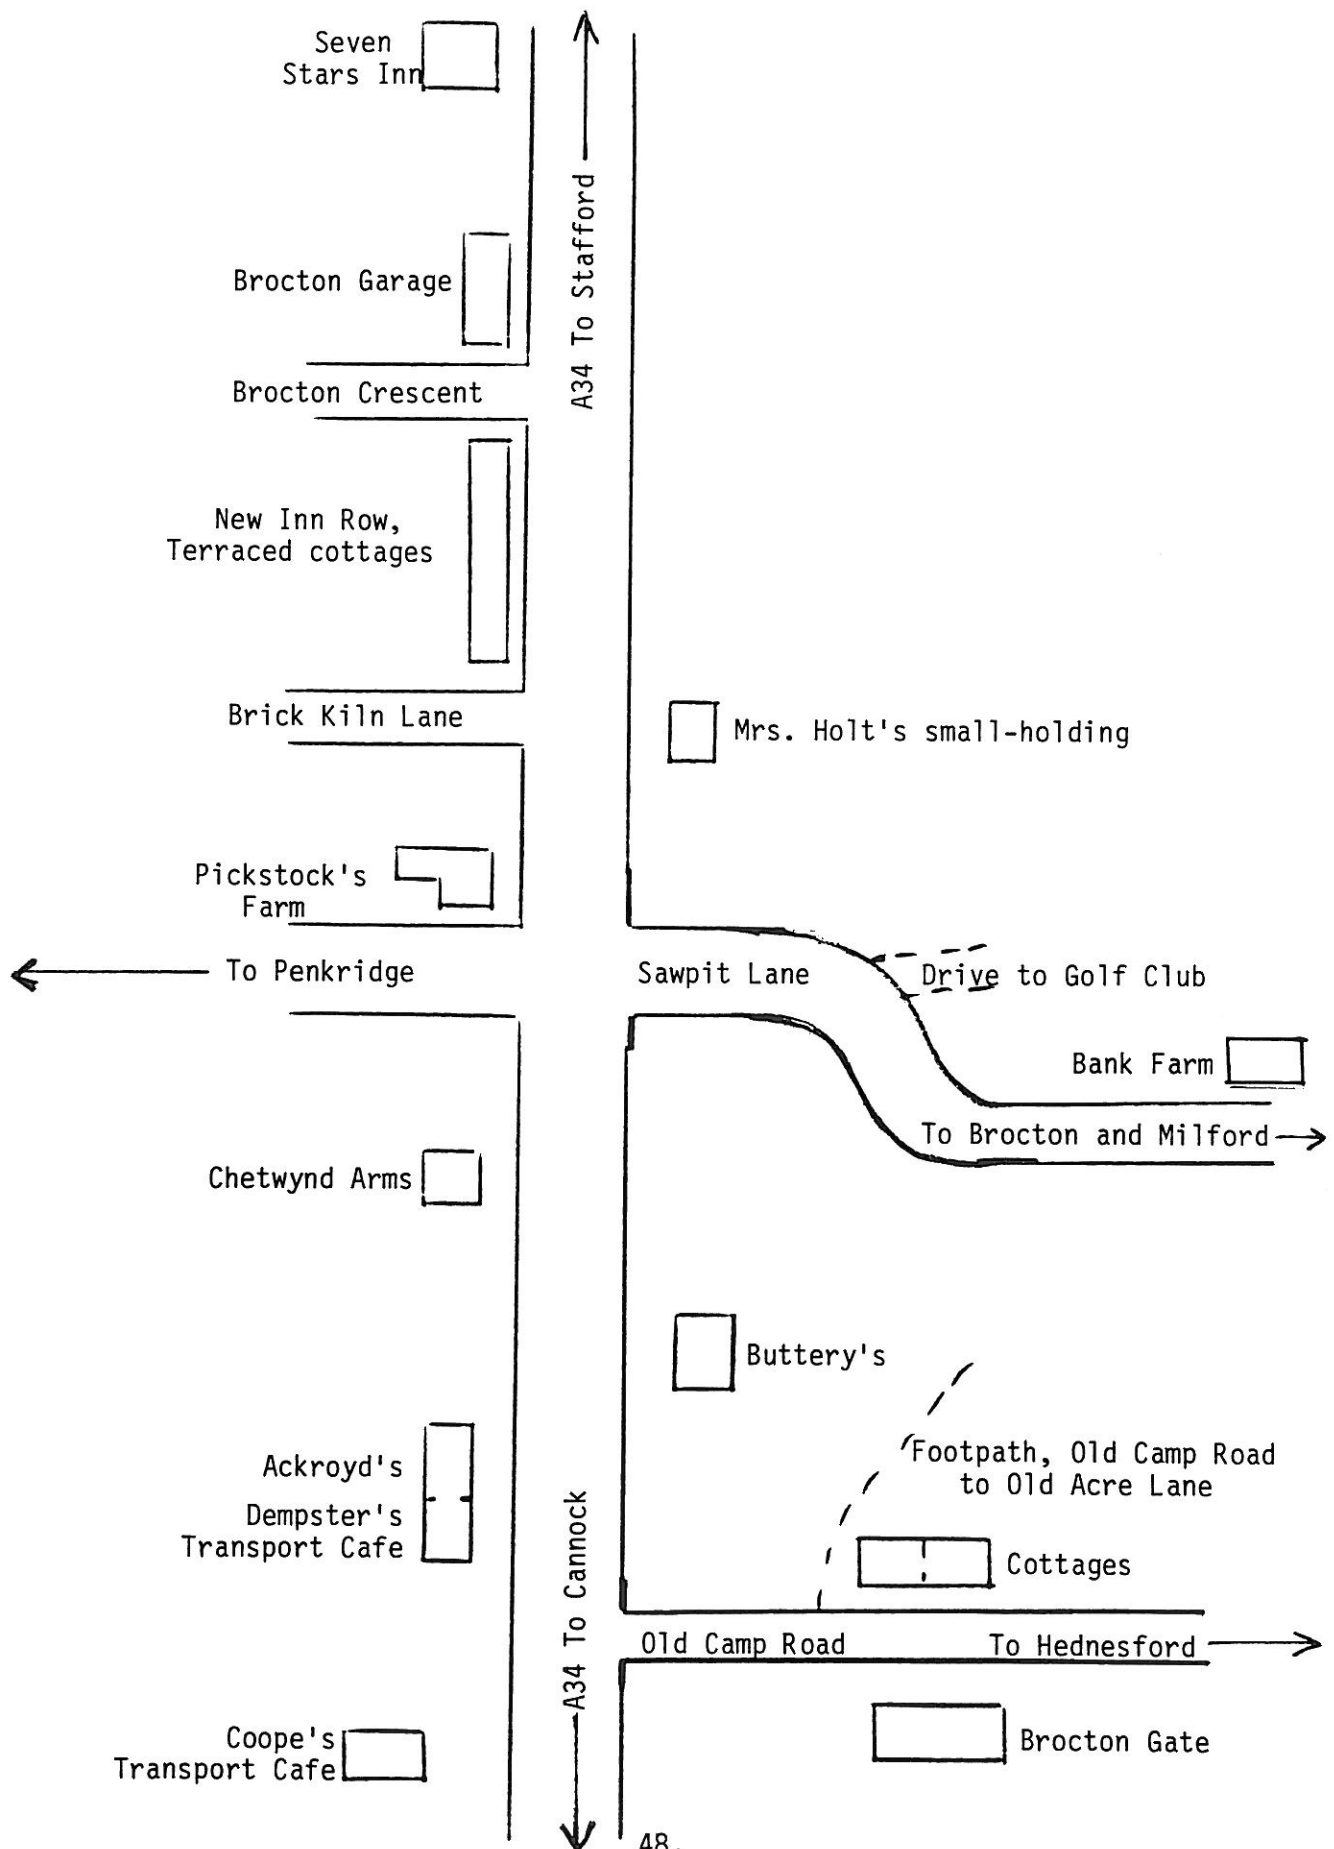 Seven
Stars Inn
A34 To Stafford
Brocton Garage
Brocton Crescent
New Inn Row,
Terraced cottages
Brick Kiln Lane
Mrs. Holt's small-holding
Pickstock's
Farm
To Penkridge
Sawpit Lane
Drive to Golf Club
Bank Farm
To Brocton and Milford
Chetwynd Arms
Buttery's
Ackroyd's
Dempster's
Transport Cafe
Footpath, Old Camp Road
to Old Acre Lane
Cottages
A34 To Cannock
Old Camp Road
To Hednesford
Coope's
Transport Cafe
Brocton Gate
48.